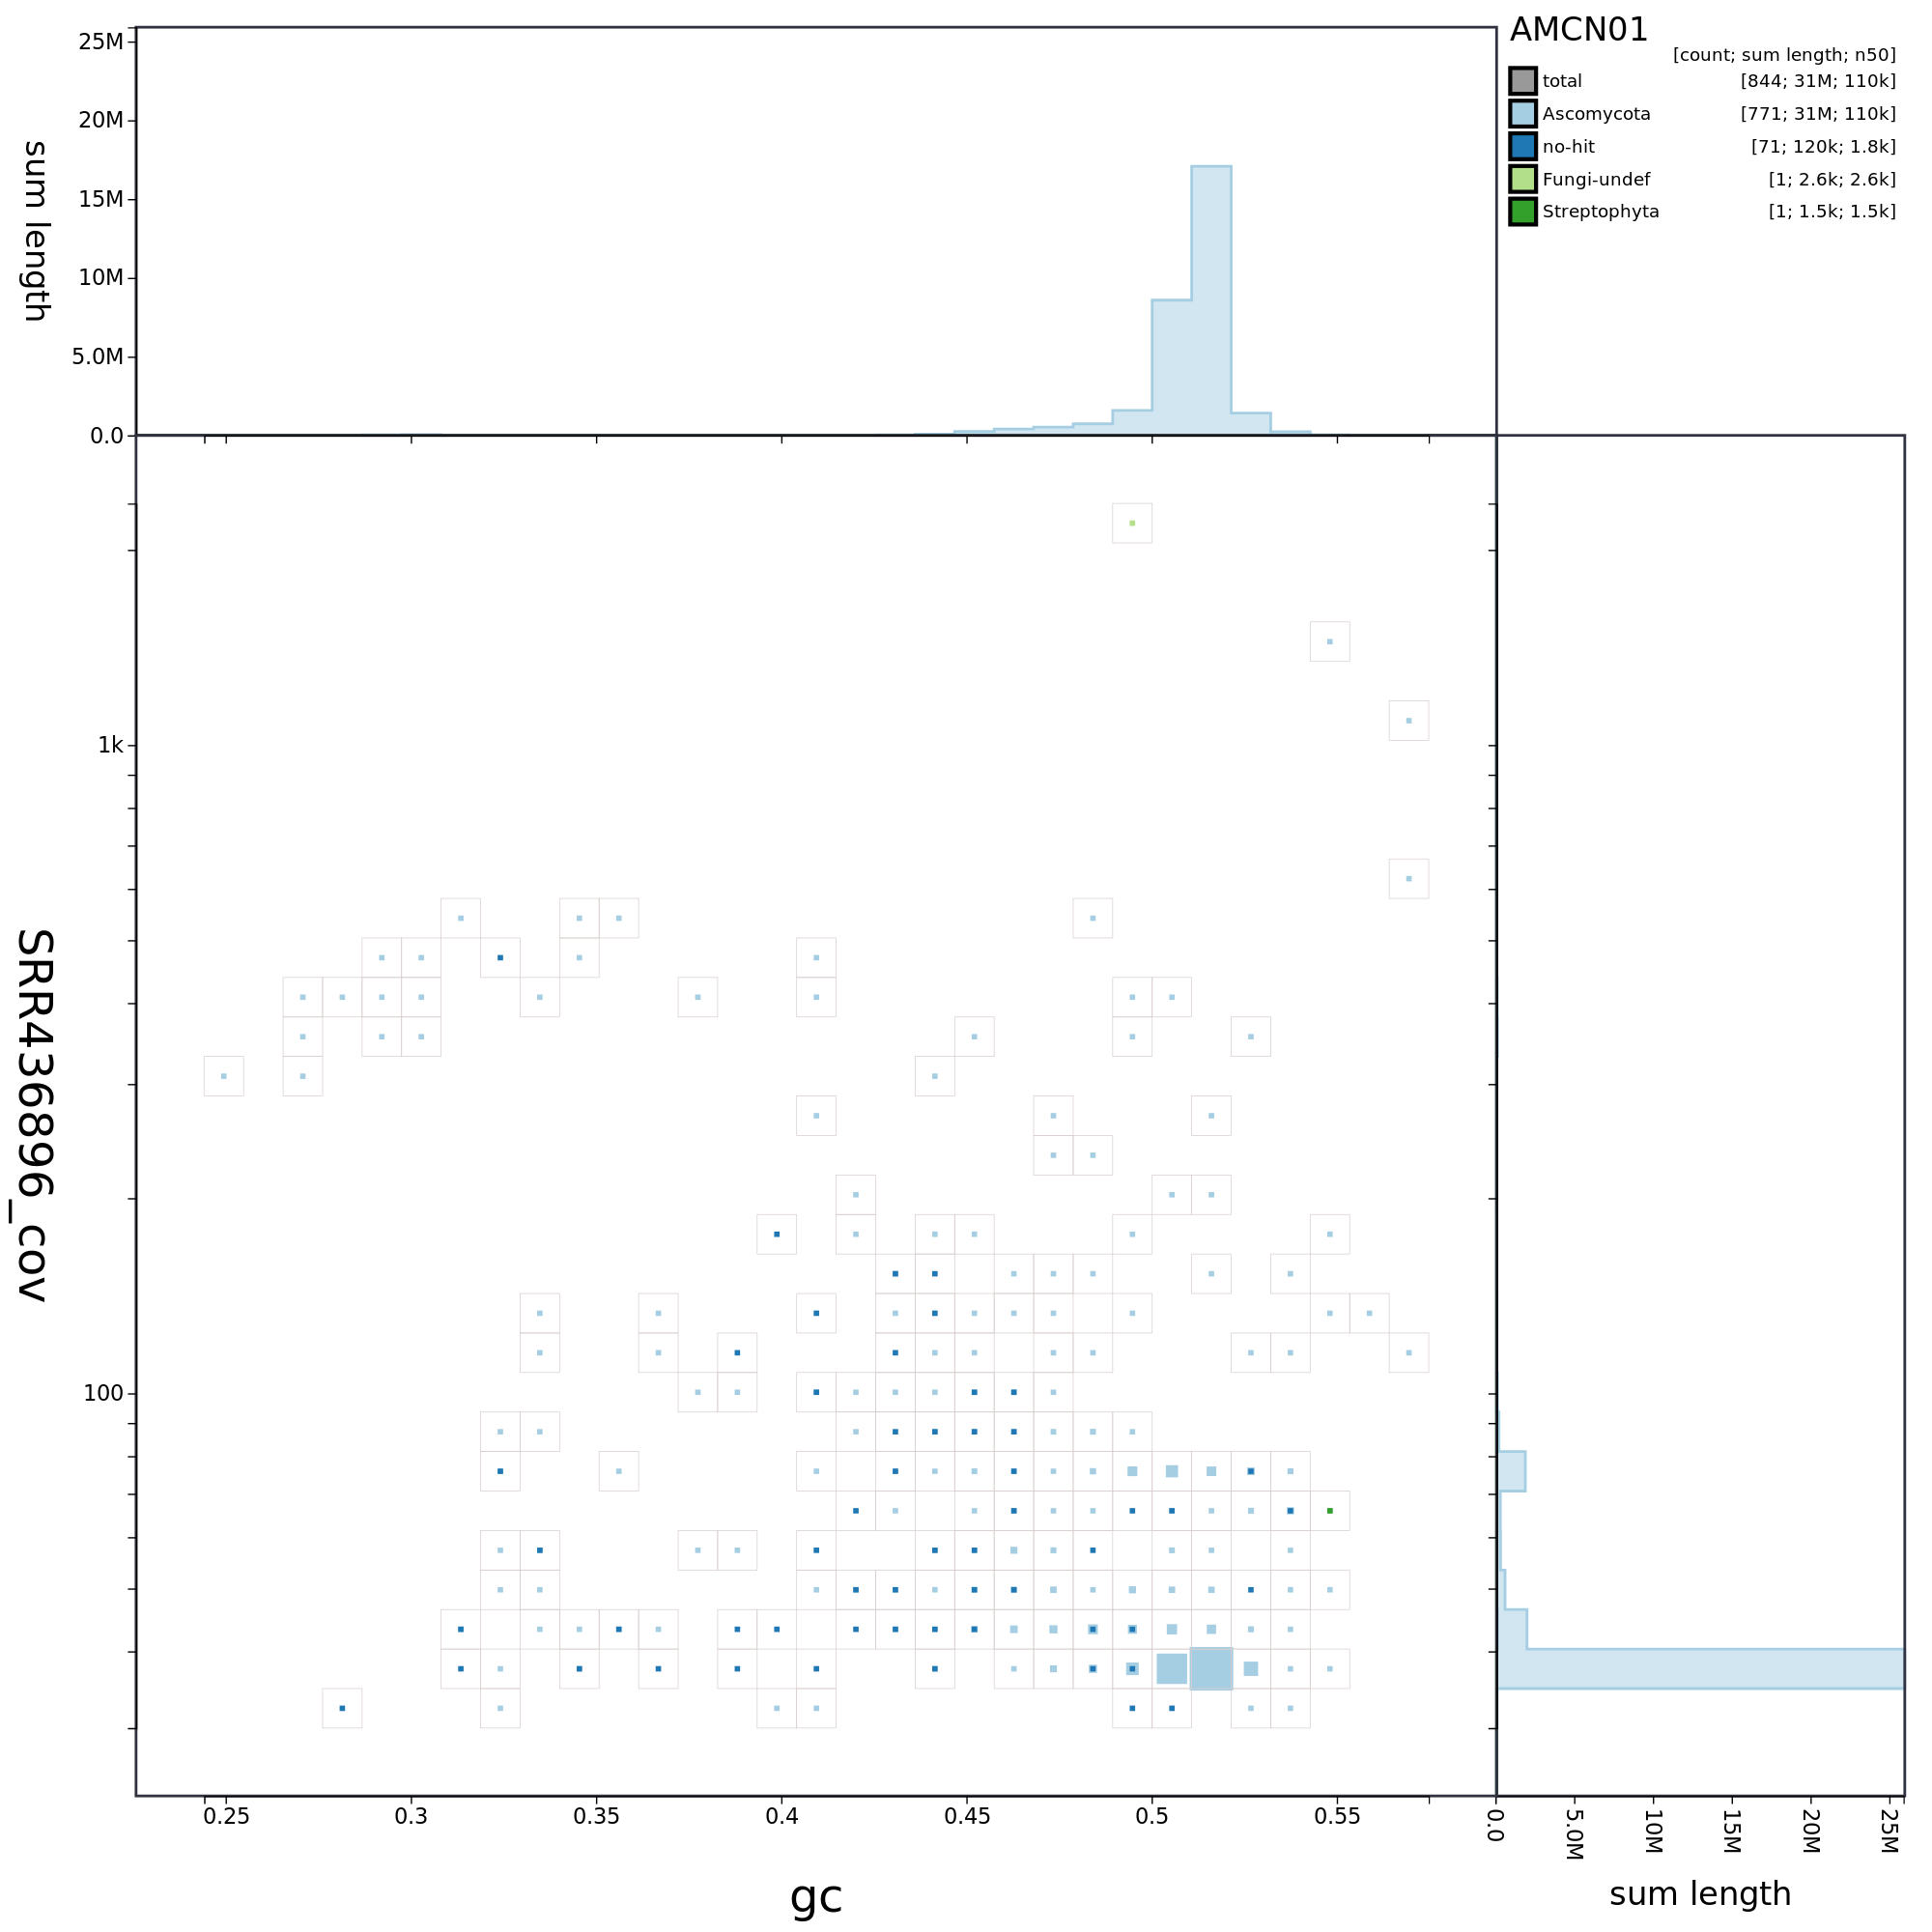 AMCN01
[count; sum length; n50]
total [844; 31M; 110k]
Ascomycota [771; 31M; 110k]
no-hit [71; 120k; 1.8k]
Fungi-undef [1; 2.6k; 2.6k]
Streptophyta [1; 1.5k; 1.5k]
25M
20M
15M
10M
5.0M
0.0
sum length
1k
100
SRR436896_cov
0.25 0.3 0.35 0.4 0.45 0.5 0.55
gc
0.0 5.0M 10M 15M 20M 25M
sum length